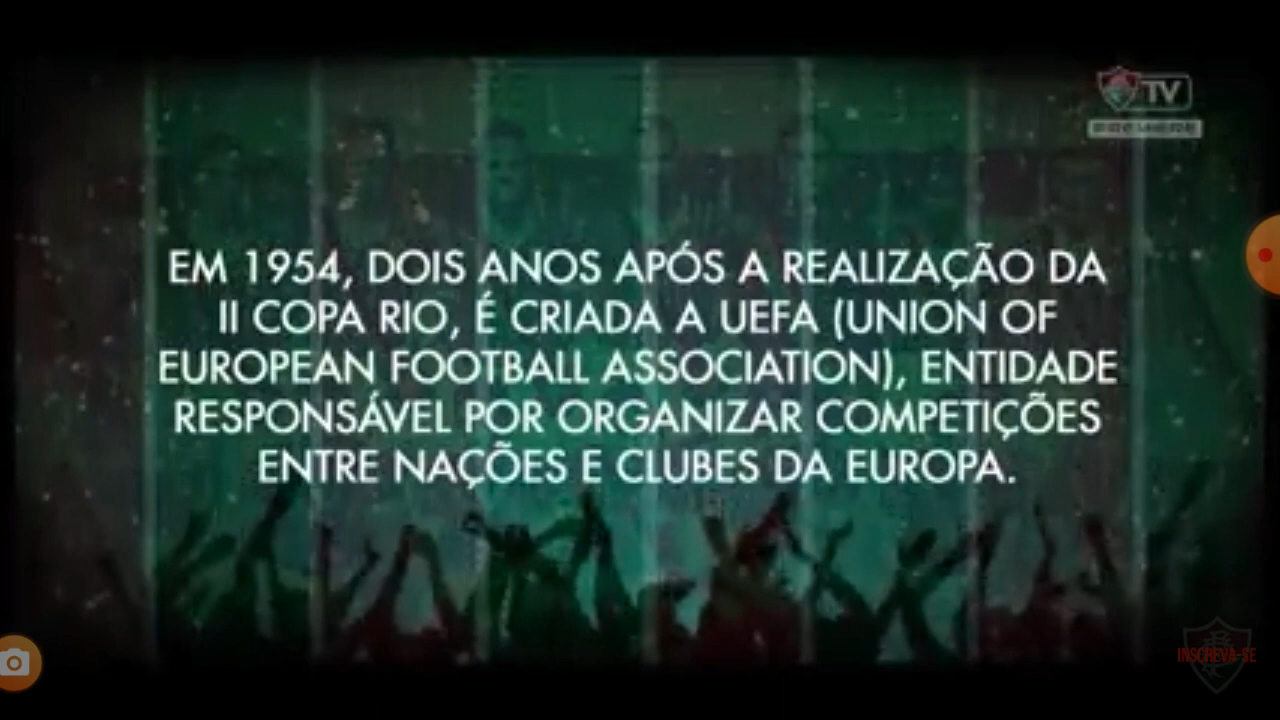 TV
EM 1954, DOIS ANOS APÓS A REALIZAÇÃO DA
II COPA RIO, É CRIADA A UEFA (UNION OF
EUROPEAN FOOTBALL ASSOCIATION), ENTIDADE
RESPONSÁVEL POR ORGANIZAR COMPETIÇÕES
ENTRE NAÇÕES E CLUBES DA EUROPA.
INSCREVA-SE